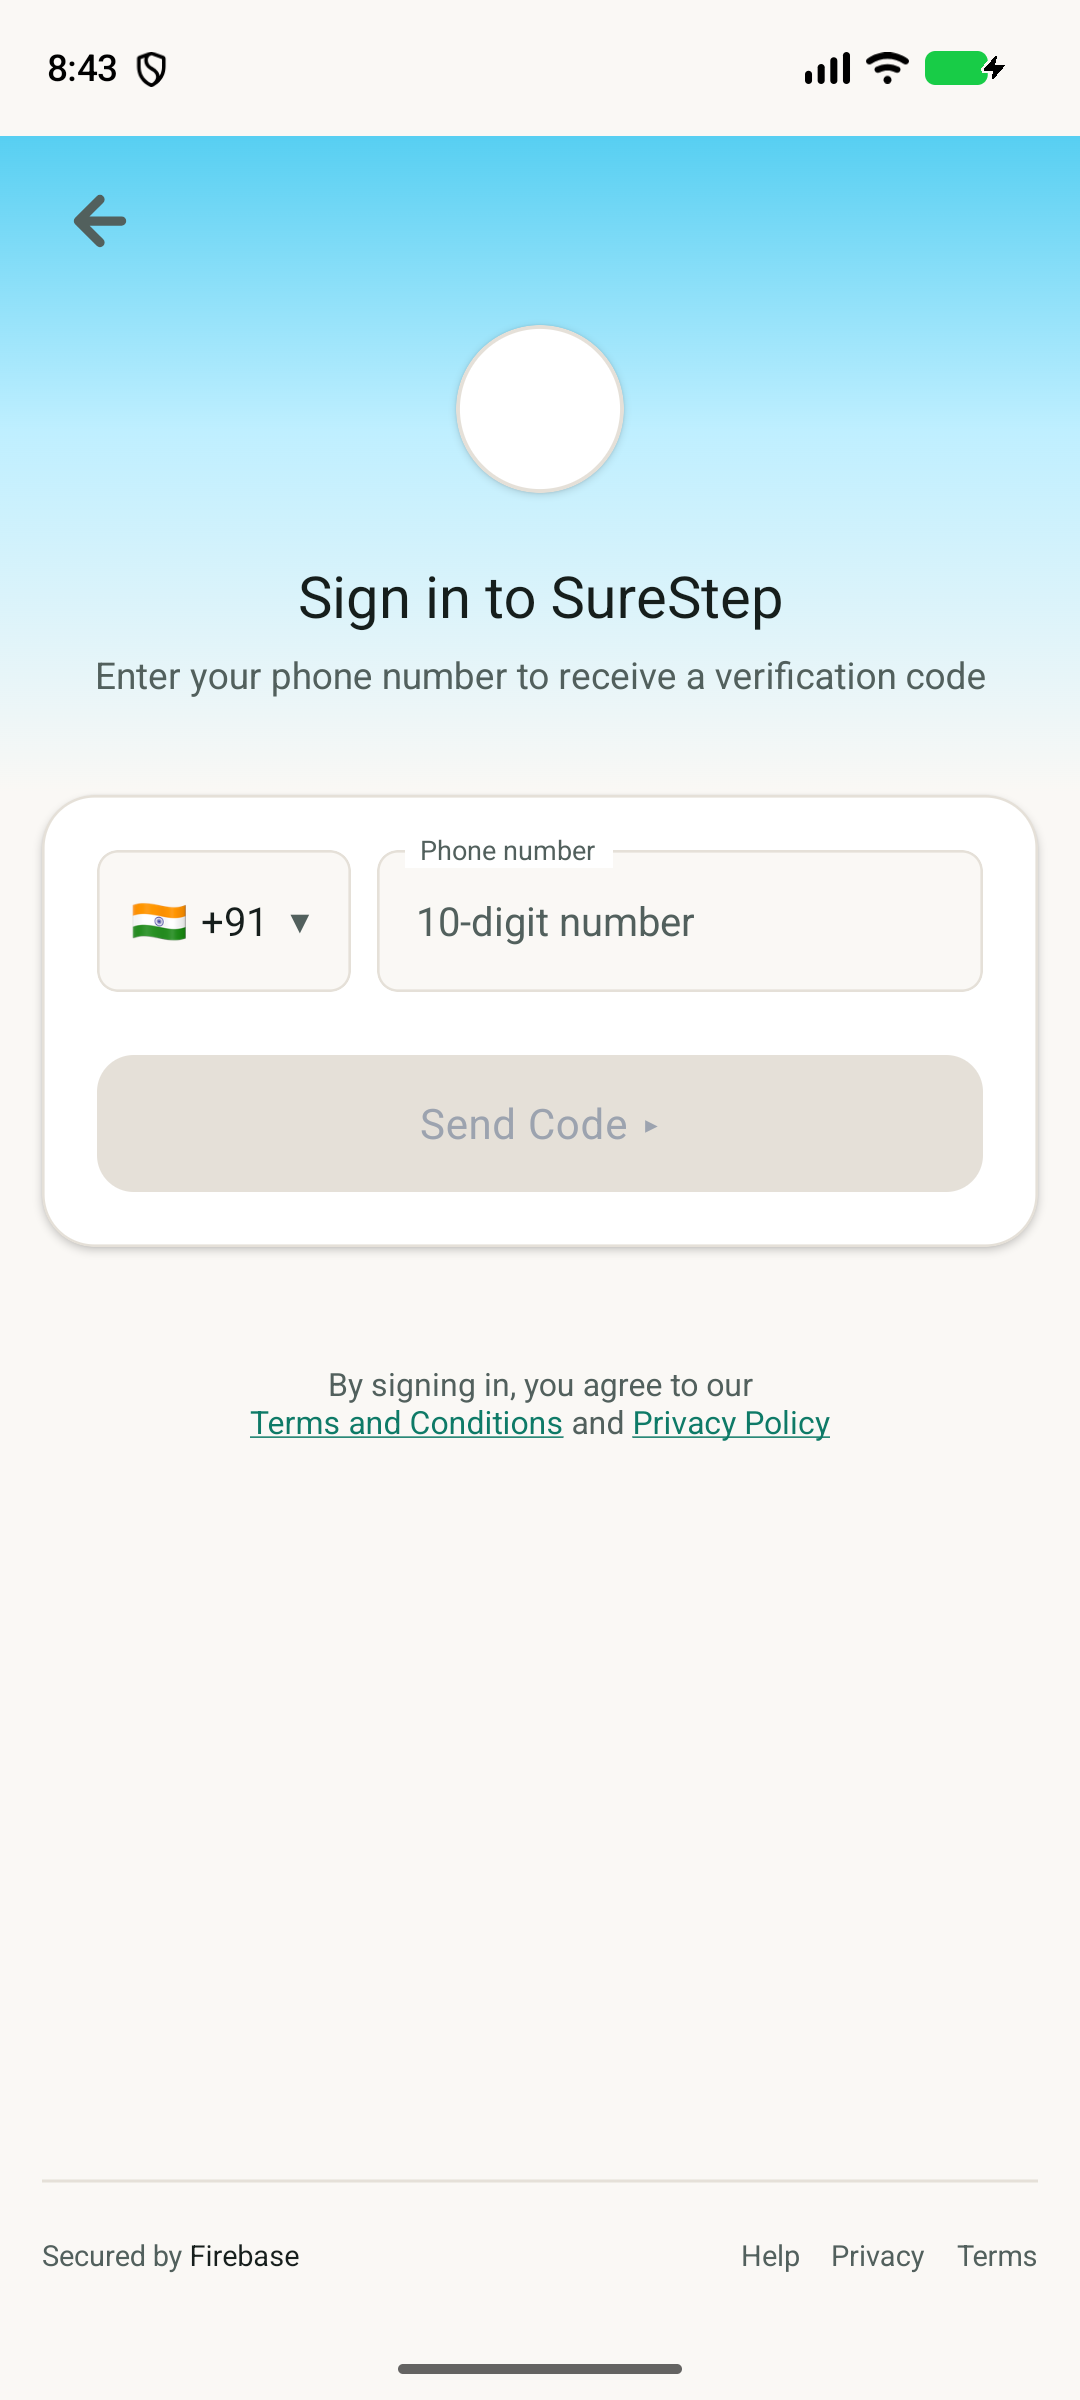 8:43
Sign in to SureStep
Enter your phone number to receive a verification code
Phone number
+91 ▼
10-digit number
Send Code ▸
By signing in, you agree to our
Terms and Conditions and Privacy Policy
Secured by Firebase
Help Privacy Terms